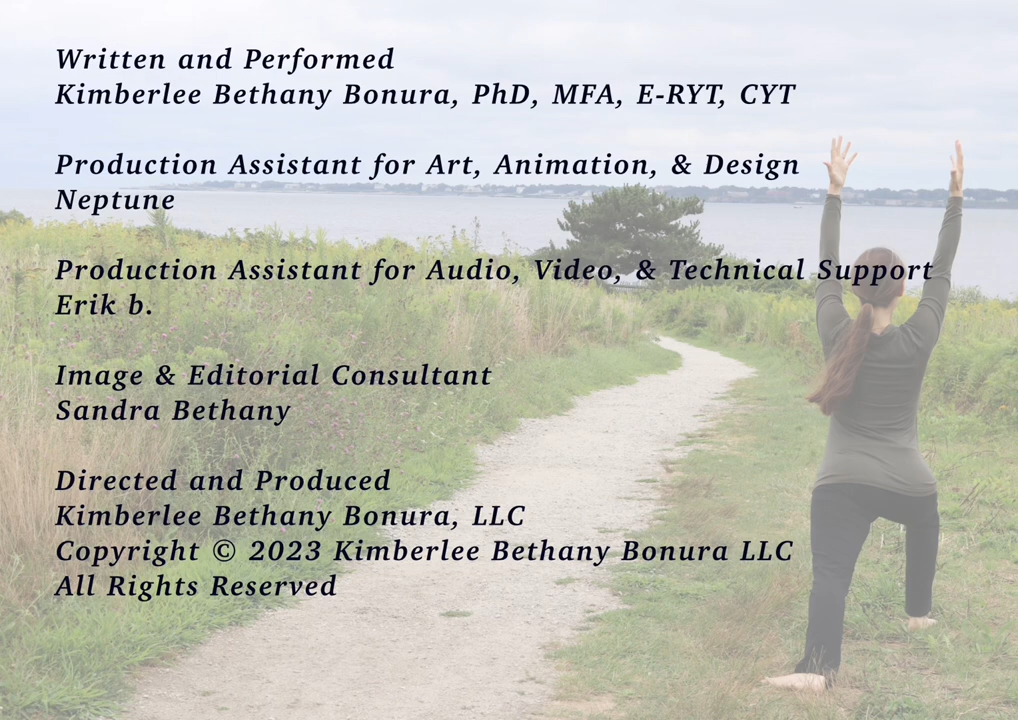 Written and Performed
Kimberlee Bethany Bonura, PhD, MFA, E-RYT, CYT
Production Assistant for Art, Animation, & Design
Neptune
Production Assistant for Audio, Video, & Technical Support
Erik b.
Image & Editorial Consultant
Sandra Bethany
Directed and Produced
Kimberlee Bethany Bonura, LLC
Copyright © 2023 Kimberlee Bethany Bonura LLC
All Rights Reserved